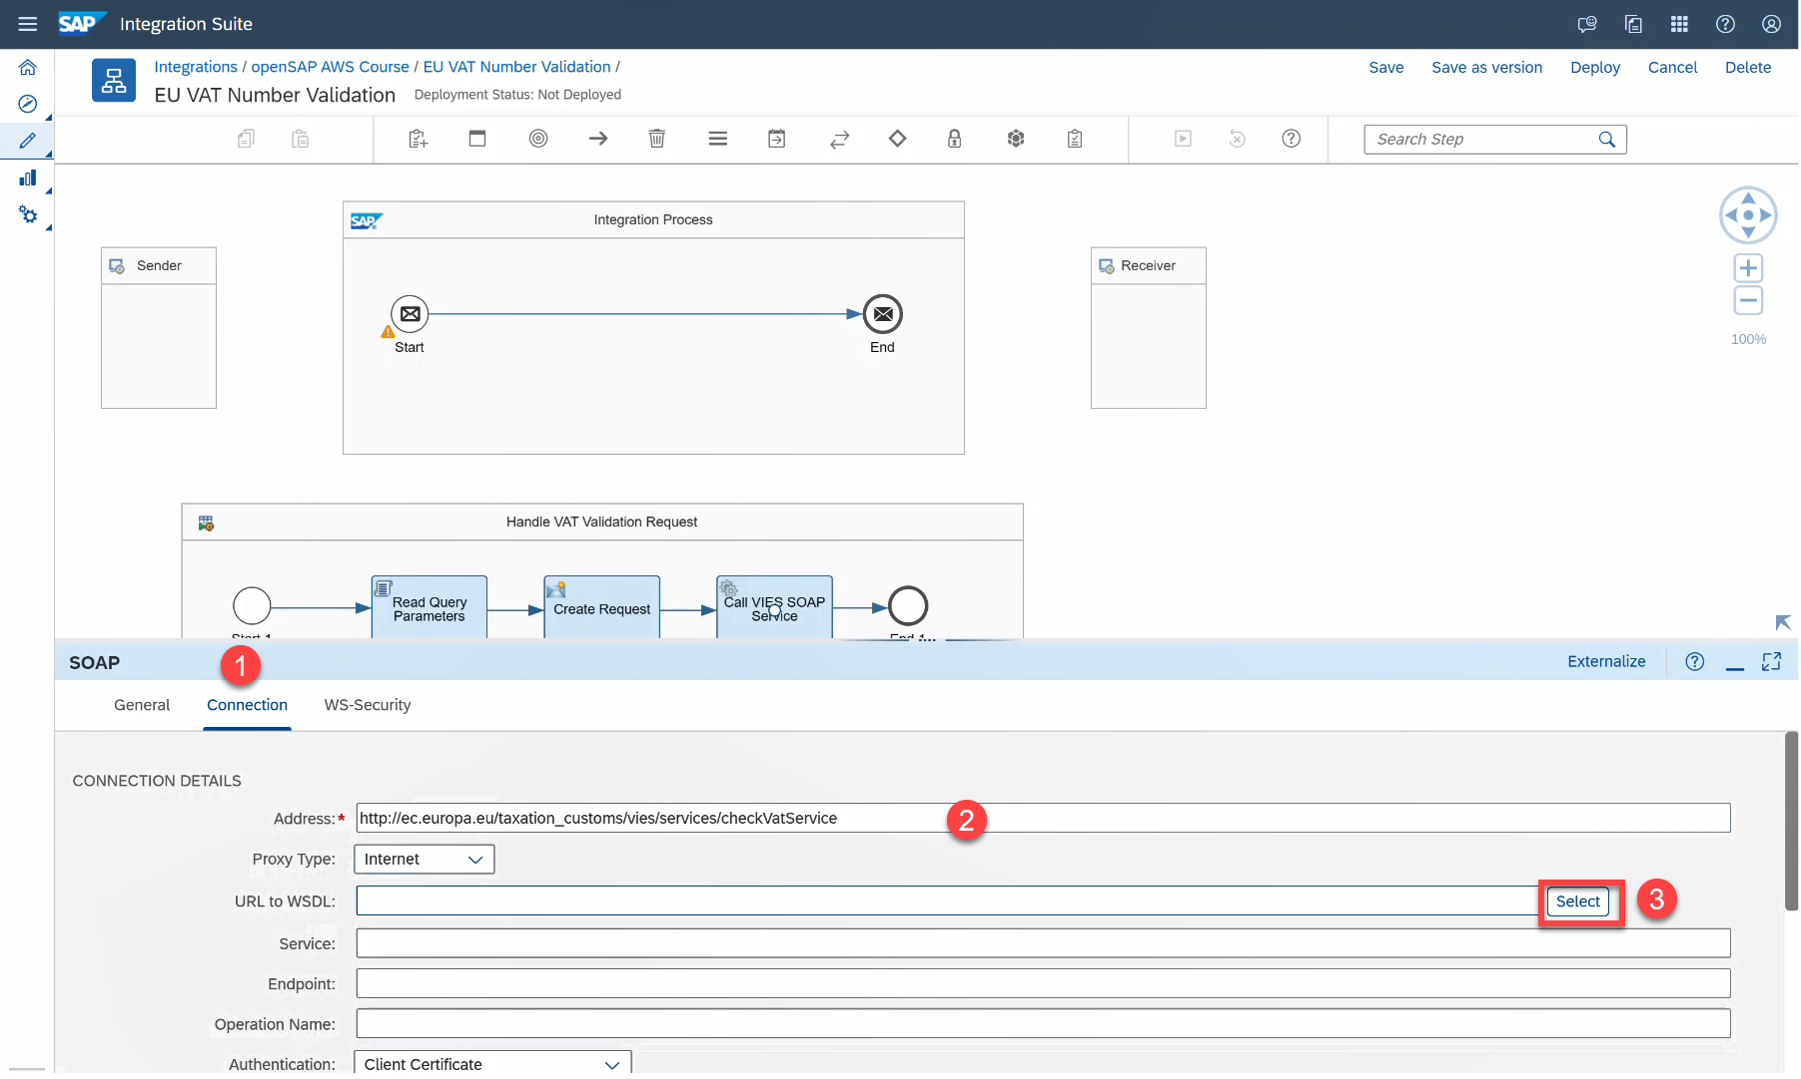 SAP Integration Suite
Integrations / openSAP AWS Course / EU VAT Number Validation /
EU VAT Number Validation Deployment Status: Not Deployed
Save Save as version Deploy Cancel Delete
Search Step
SAP Integration Process
Sender
Receiver
Start
End
100%
Handle VAT Validation Request
Read Query
Parameters
Create Request
Call VIES SOAP
Service
Start 1
End 1
SOAP
1
Externalize
General Connection WS-Security
CONNECTION DETAILS
Address:* http://ec.europa.eu/taxation_customs/vies/services/checkVatService 2
Proxy Type: Internet
URL to WSDL: Select 3
Service:
Endpoint:
Operation Name:
Authentication: Client Certificate